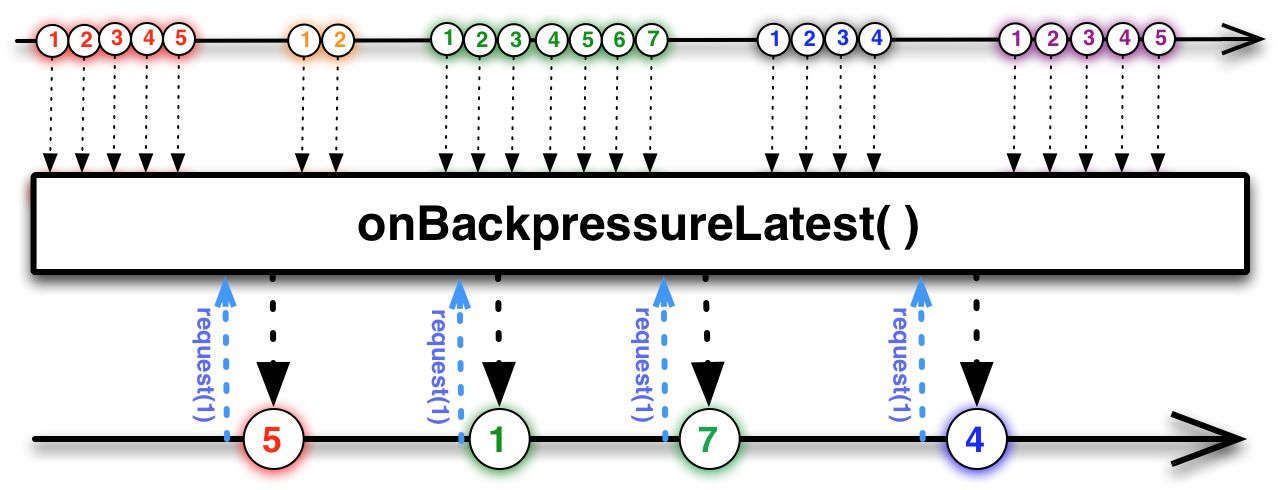 1 2 3 4 5 1 2 1 2 3 4 5 6 7 1 2 3 4 1 2 3 4 5
onBackpressureLatest( )
request(1) request(1) request(1) request(1)
5 1 7 4